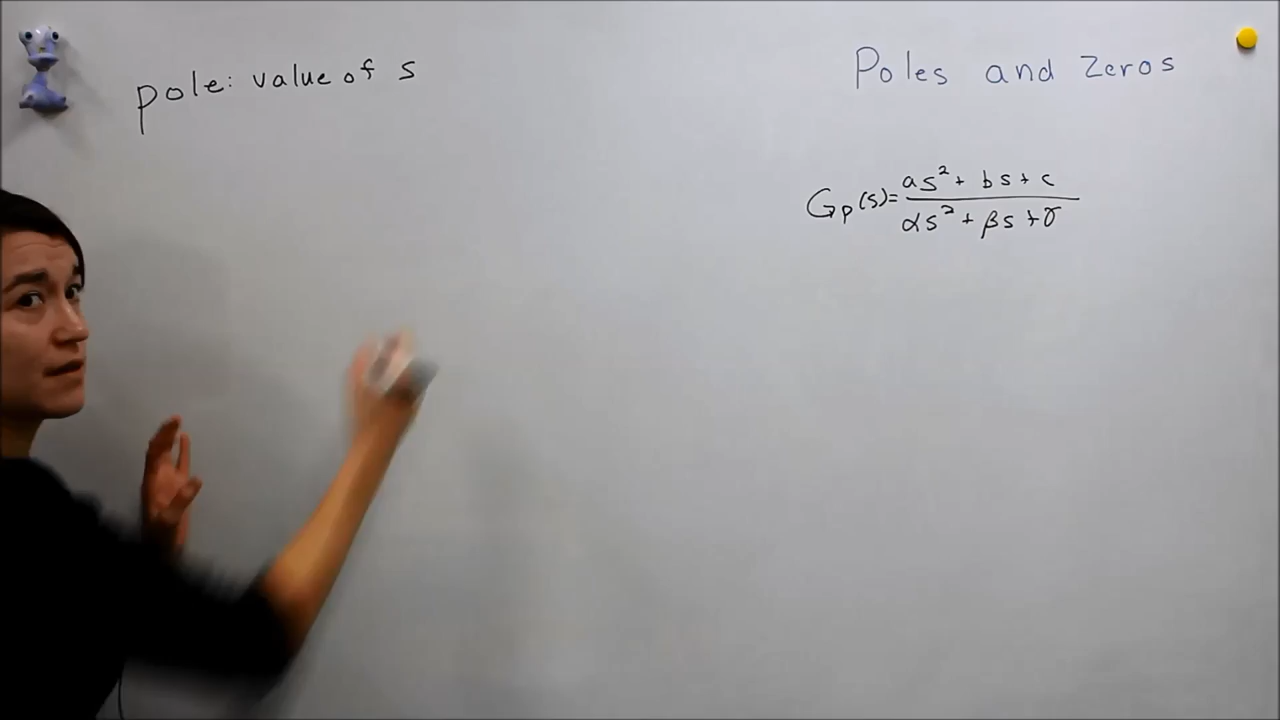 pole: value of s
Poles and Zeros
Gₚ(s)= as² + bs + c
αs² + βs + γ